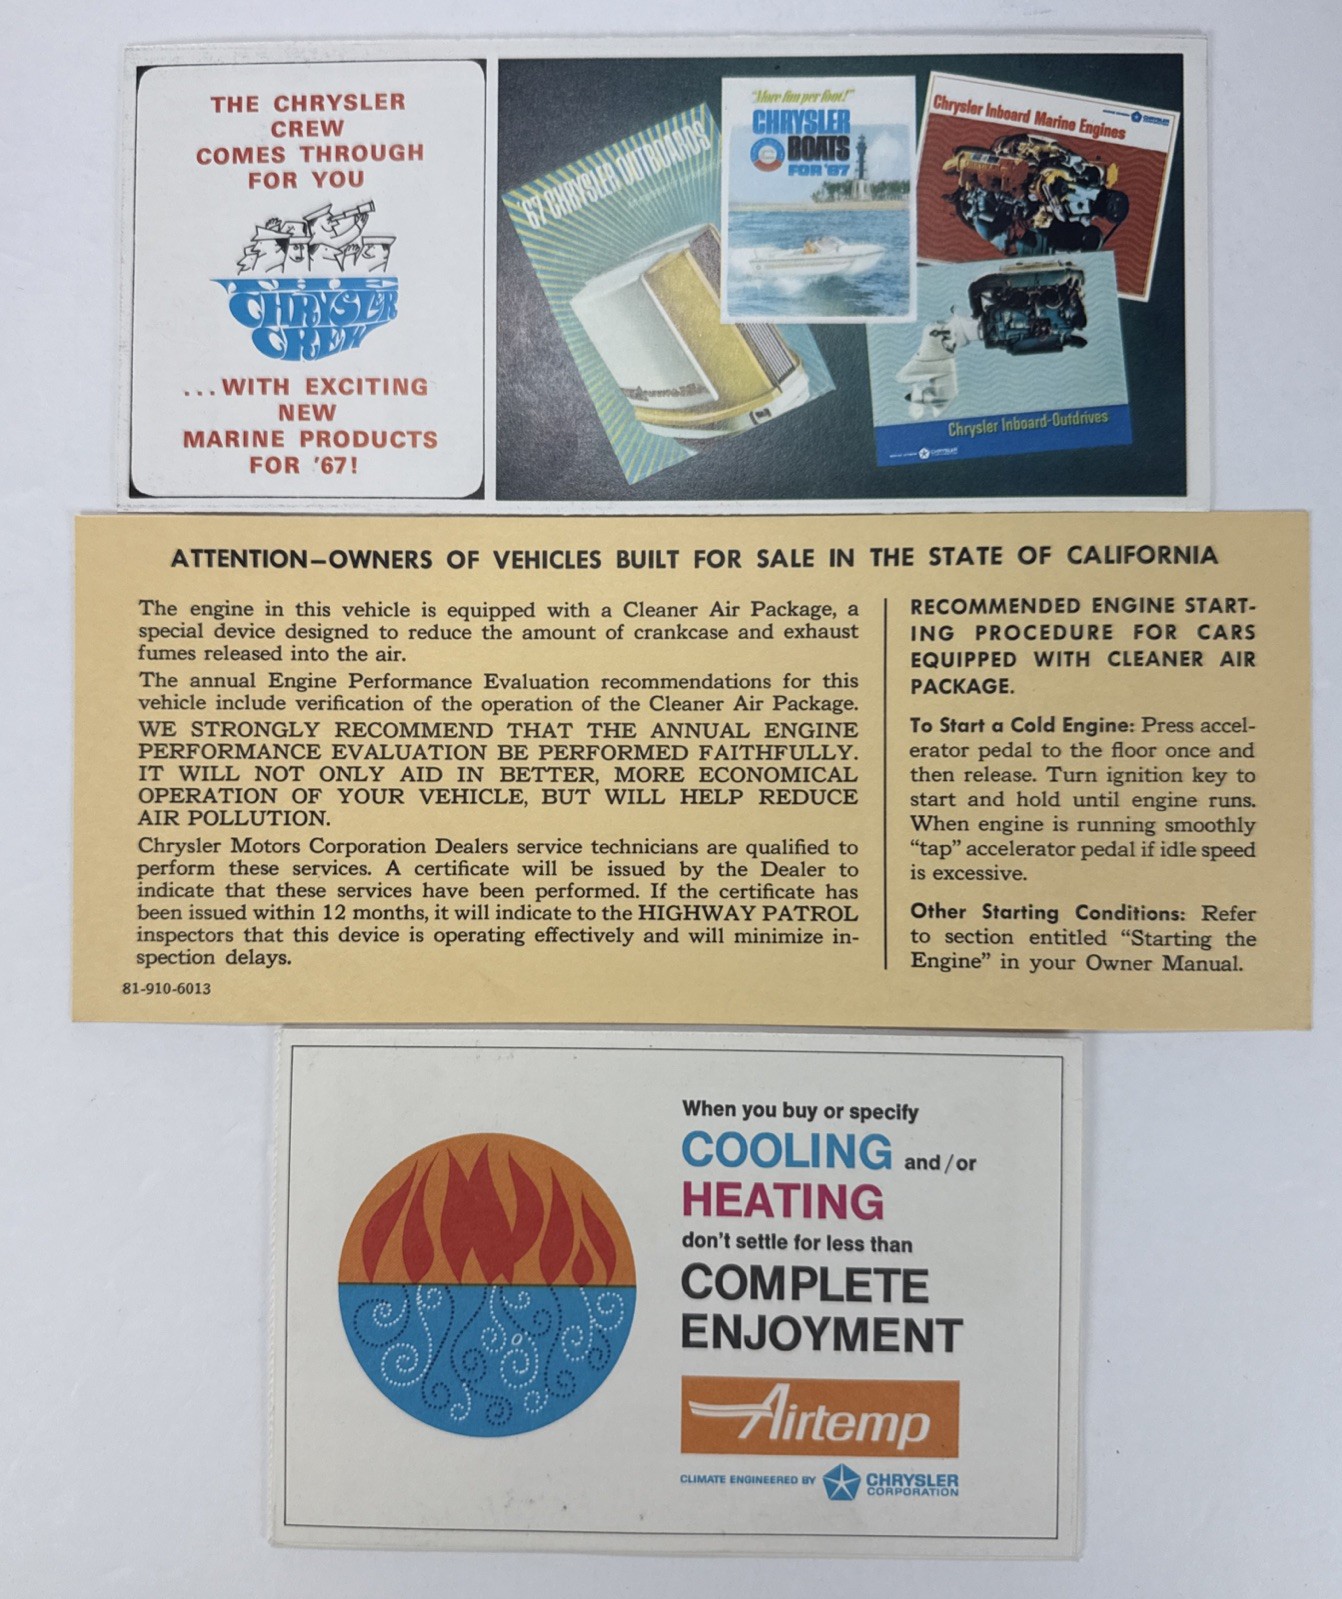 THE CHRYSLER
CREW
COMES THROUGH
FOR YOU
THE
CHRYSLER
CREW
...WITH EXCITING
NEW
MARINE PRODUCTS
FOR '67!
'67 CHRYSLER OUTBOARDS
"More fun per foot!"
CHRYSLER
BOATS
FOR '67
Chrysler Inboard Marine Engines
CHRYSLER
Chrysler Inboard-Outdrives
CHRYSLER
ATTENTION—OWNERS OF VEHICLES BUILT FOR SALE IN THE STATE OF CALIFORNIA
The engine in this vehicle is equipped with a Cleaner Air Package, a
special device designed to reduce the amount of crankcase and exhaust
fumes released into the air.
The annual Engine Performance Evaluation recommendations for this
vehicle include verification of the operation of the Cleaner Air Package.
WE STRONGLY RECOMMEND THAT THE ANNUAL ENGINE
PERFORMANCE EVALUATION BE PERFORMED FAITHFULLY.
IT WILL NOT ONLY AID IN BETTER, MORE ECONOMICAL
OPERATION OF YOUR VEHICLE, BUT WILL HELP REDUCE
AIR POLLUTION.
Chrysler Motors Corporation Dealers service technicians are qualified to
perform these services. A certificate will be issued by the Dealer to
indicate that these services have been performed. If the certificate has
been issued within 12 months, it will indicate to the HIGHWAY PATROL
inspectors that this device is operating effectively and will minimize in-
spection delays.
81-910-6013
RECOMMENDED ENGINE START-
ING PROCEDURE FOR CARS
EQUIPPED WITH CLEANER AIR
PACKAGE.
To Start a Cold Engine: Press accel-
erator pedal to the floor once and
then release. Turn ignition key to
start and hold until engine runs.
When engine is running smoothly
"tap" accelerator pedal if idle speed
is excessive.
Other Starting Conditions: Refer
to section entitled "Starting the
Engine" in your Owner Manual.
When you buy or specify
COOLING and/or
HEATING
don't settle for less than
COMPLETE
ENJOYMENT
Airtemp
CLIMATE ENGINEERED BY CHRYSLER
CORPORATION